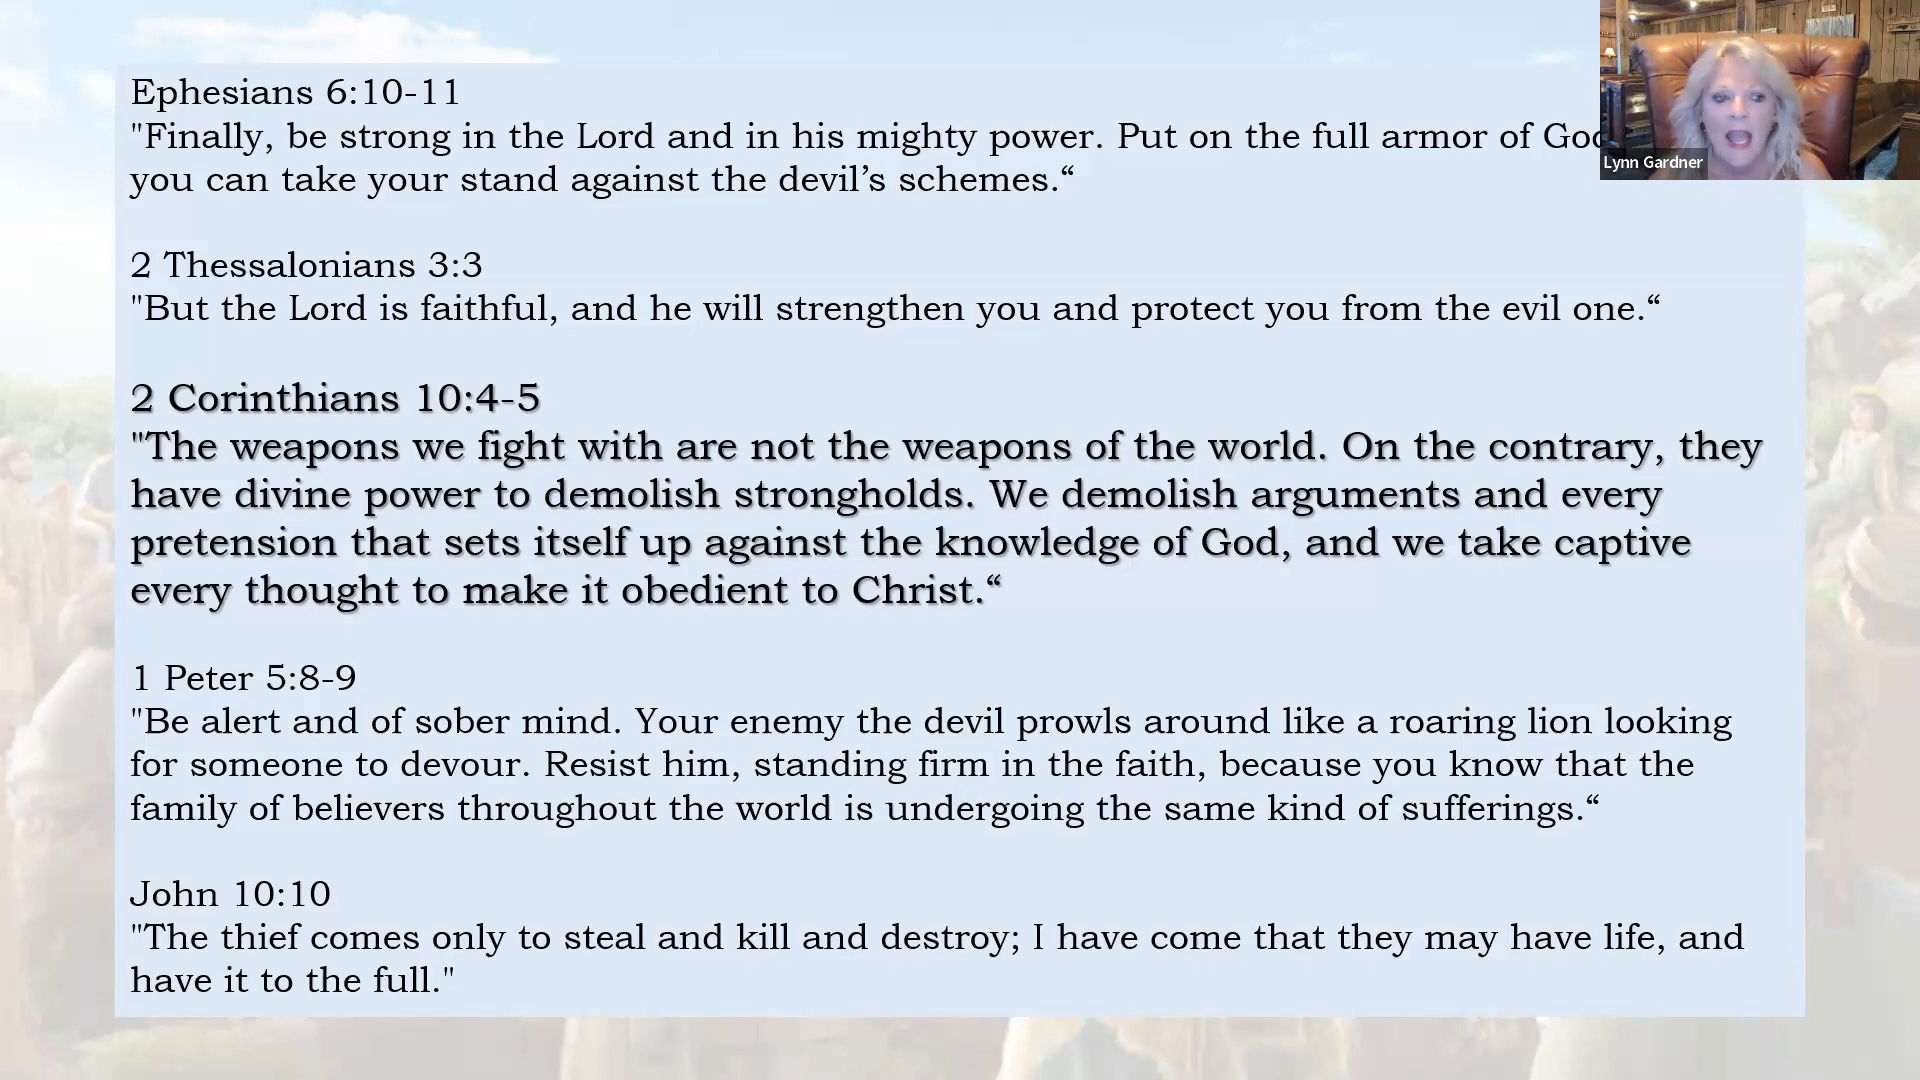 Ephesians 6:10-11
"Finally, be strong in the Lord and in his mighty power. Put on the full armor of
you can take your stand against the devil’s schemes.“
Lynn Gardner
2 Thessalonians 3:3
"But the Lord is faithful, and he will strengthen you and protect you from the evil one.“
2 Corinthians 10:4-5
"The weapons we fight with are not the weapons of the world. On the contrary, they
have divine power to demolish strongholds. We demolish arguments and every
pretension that sets itself up against the knowledge of God, and we take captive
every thought to make it obedient to Christ.“
1 Peter 5:8-9
"Be alert and of sober mind. Your enemy the devil prowls around like a roaring lion looking
for someone to devour. Resist him, standing firm in the faith, because you know that the
family of believers throughout the world is undergoing the same kind of sufferings.“
John 10:10
"The thief comes only to steal and kill and destroy; I have come that they may have life, and
have it to the full."